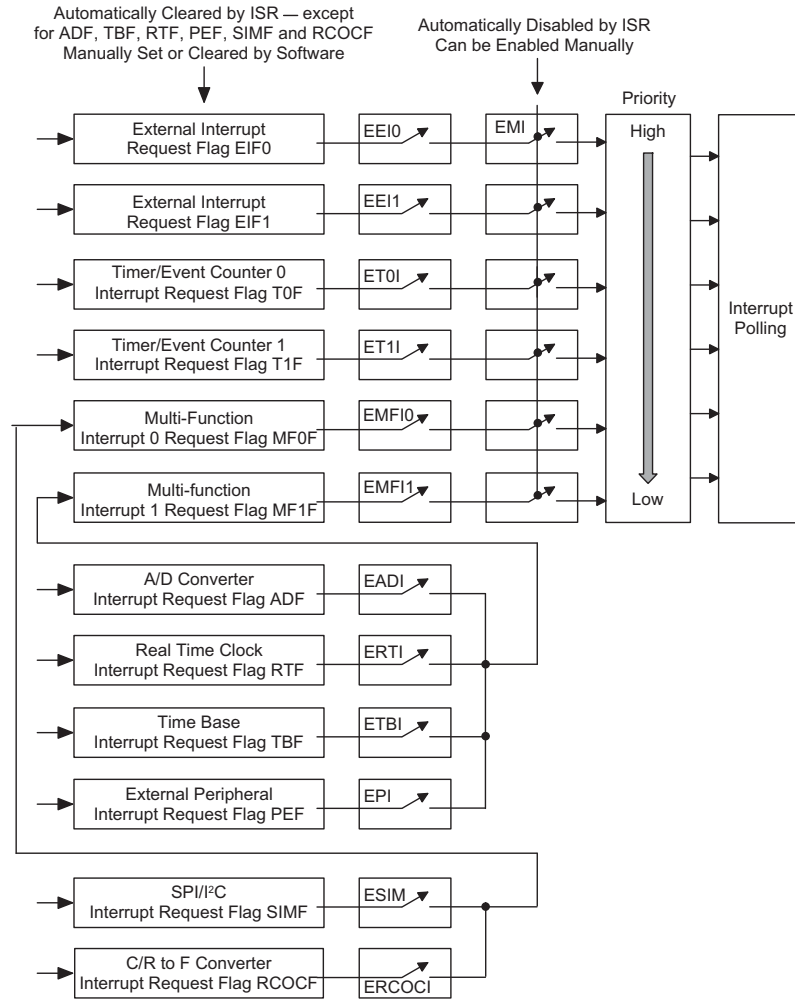 Automatically Cleared by ISR — except
for ADF, TBF, RTF, PEF, SIMF and RCOCF
Manually Set or Cleared by Software
Automatically Disabled by ISR
Can be Enabled Manually
Priority
External Interrupt
Request Flag EIF0
EEI0
EMI
High
External Interrupt
Request Flag EIF1
EEI1
Timer/Event Counter 0
Interrupt Request Flag T0F
ET0I
Interrupt
Polling
Timer/Event Counter 1
Interrupt Request Flag T1F
ET1I
Multi-Function
Interrupt 0 Request Flag MF0F
EMFI0
Multi-function
Interrupt 1 Request Flag MF1F
EMFI1
Low
A/D Converter
Interrupt Request Flag ADF
EADI
Real Time Clock
Interrupt Request Flag RTF
ERTI
Time Base
Interrupt Request Flag TBF
ETBI
External Peripheral
Interrupt Request Flag PEF
EPI
SPI/I²C
Interrupt Request Flag SIMF
ESIM
C/R to F Converter
Interrupt Request Flag RCOCF
ERCOCI